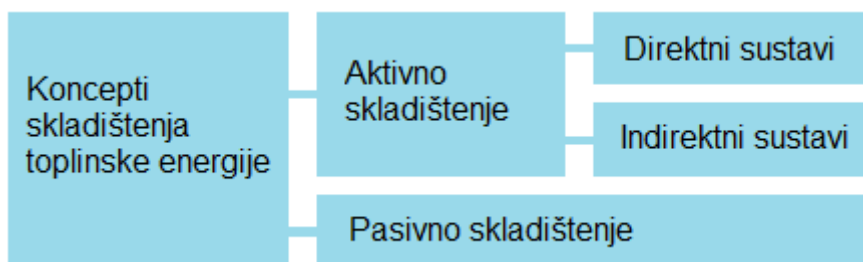 Koncepti
skladištenja
toplinske energije
Aktivno
skladištenje
Direktni sustavi
Indirektni sustavi
Pasivno skladištenje